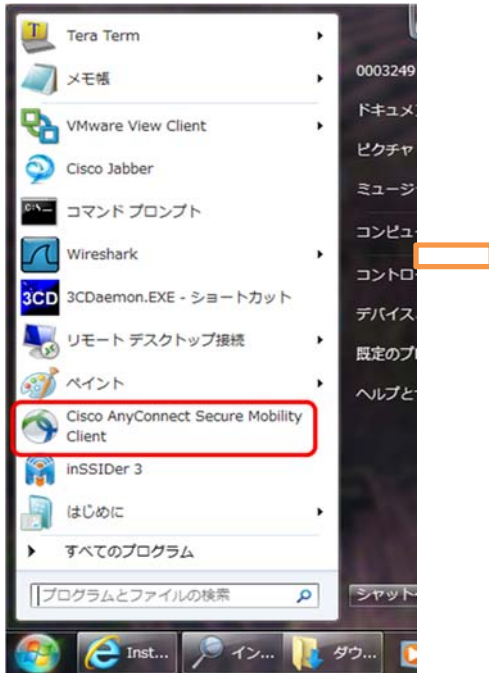 Tera Term
メモ帳
VMware View Client
Cisco Jabber
コマンド プロンプト
Wireshark
3CDaemon.EXE - ショートカット
リモート デスクトップ接続
ペイント
Cisco AnyConnect Secure Mobility
Client
inSSIDer 3
はじめに
すべてのプログラム
プログラムとファイルの検索
0003249
ドキュメ
ピクチャ
ミュージ
コンピュ
コントロ
デバイス
既定のプ
ヘルプと
シャット
Inst...
イン...
ダウ...